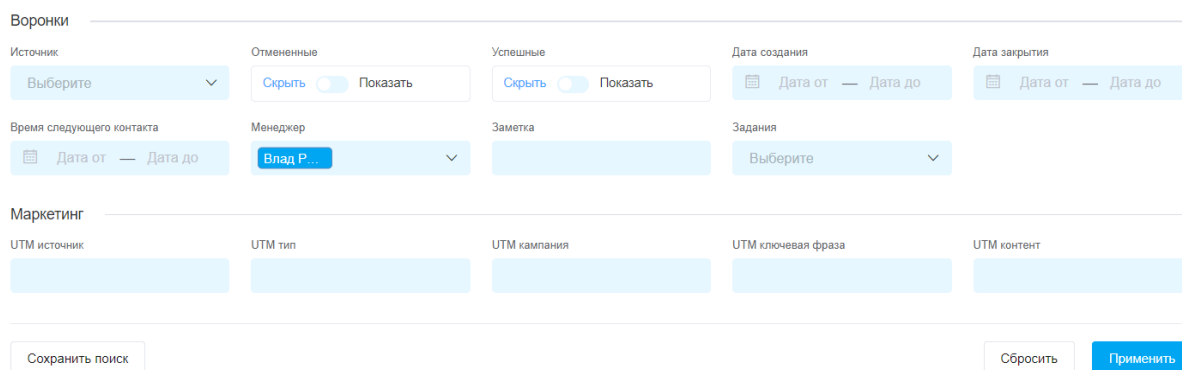 Воронки
Источник Отмененные Успешные Дата создания Дата закрытия
Выберите Скрыть Показать Скрыть Показать Дата от — Дата до Дата от — Дата до
Время следующего контакта Менеджер Заметка Задания
Дата от — Дата до Влад Р... Выберите
Маркетинг
UTM источник UTM тип UTM кампания UTM ключевая фраза UTM контент
Сохранить поиск Сбросить Применить